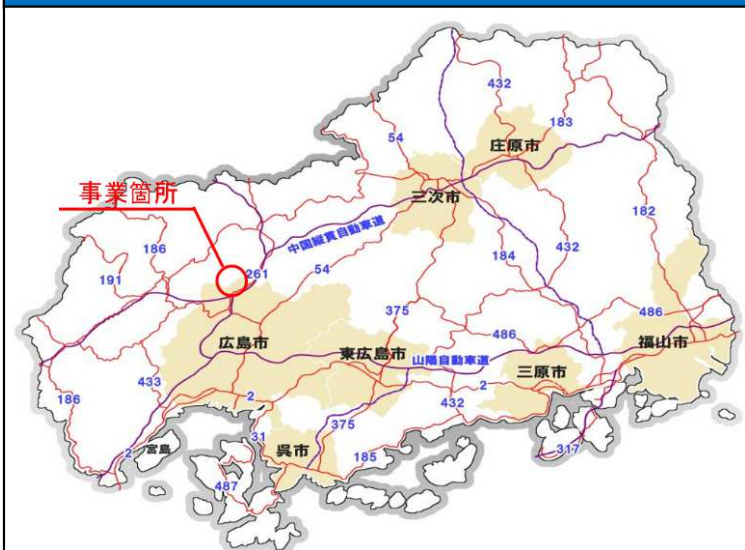 432
54
183
庄原市
三次市
事業箇所
182
186
中国縦貫自動車道
432
191
261
54
184
375
486
広島市
486
東広島市
山陽自動車道
福山市
三原市
433
186
2
2
432
31
375
2
宮島
呉市
185
317
487